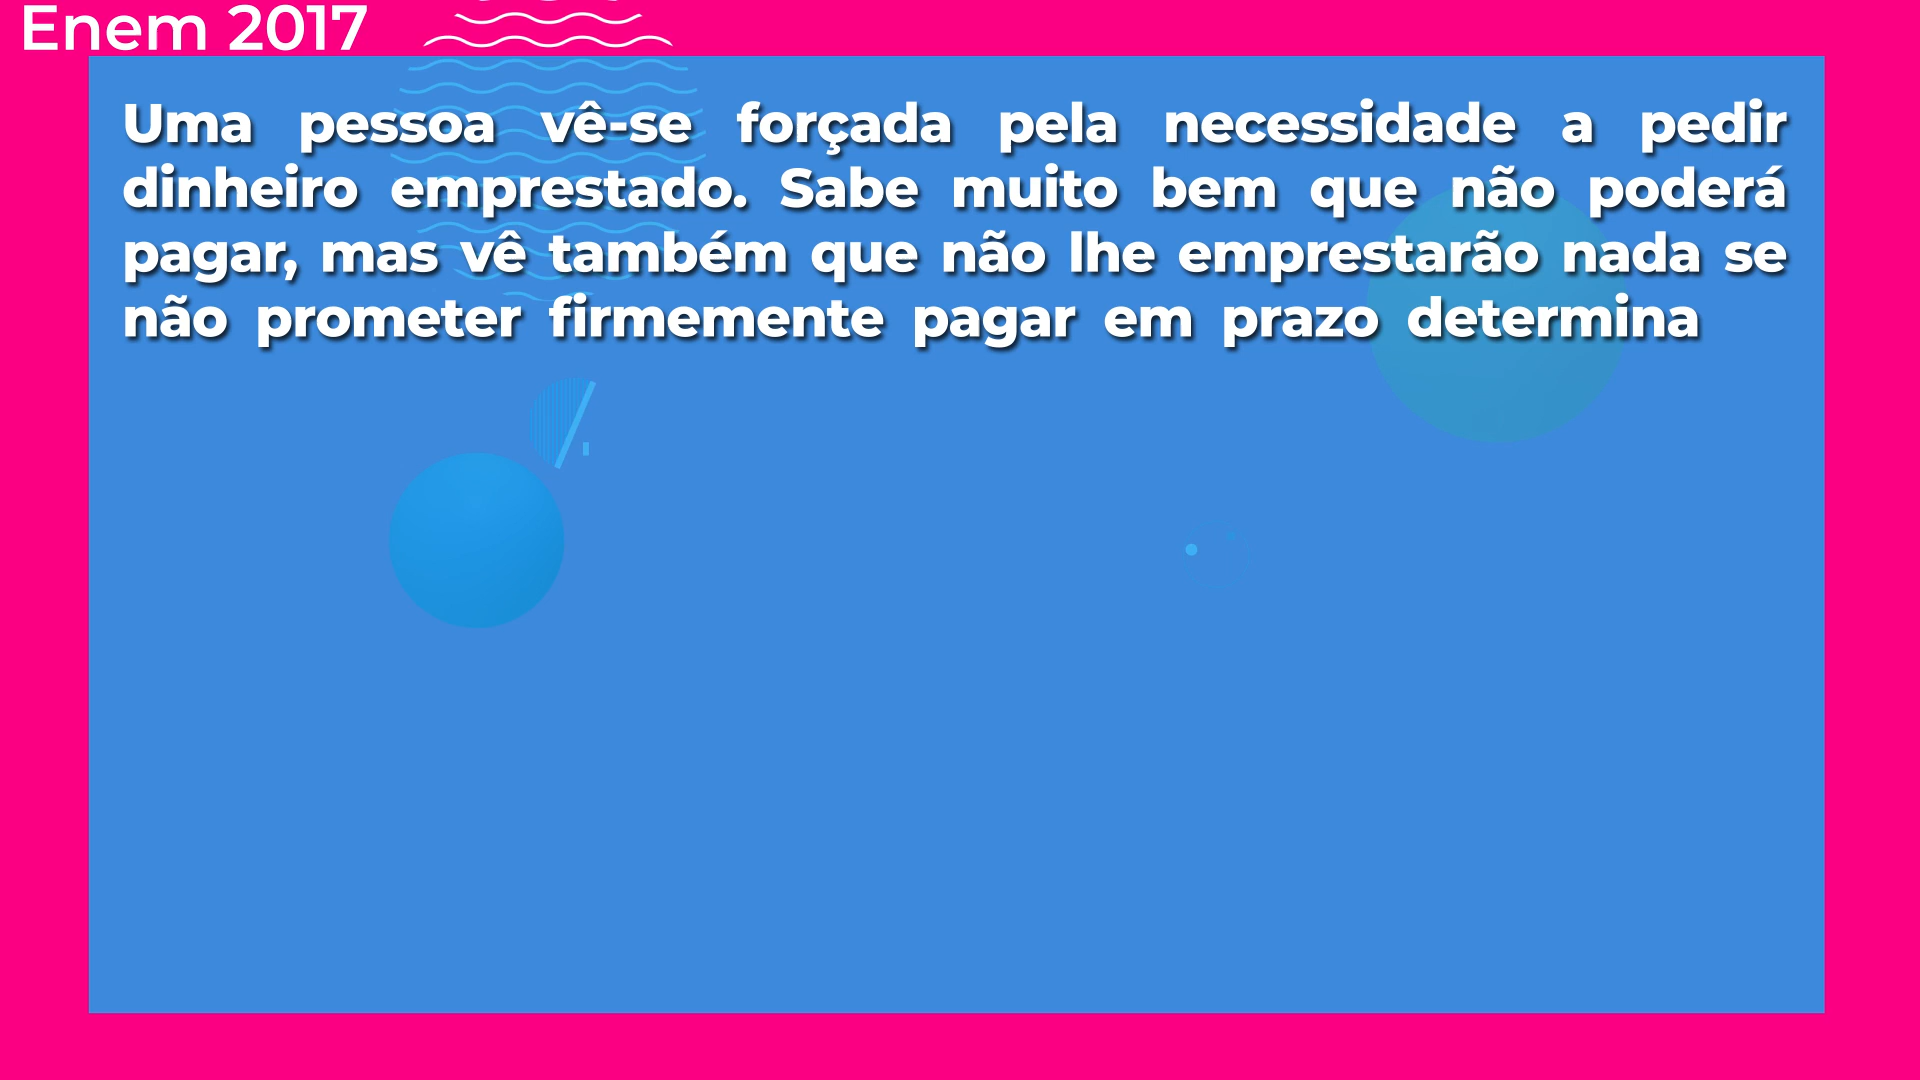 Enem 2017
Uma pessoa vê-se forçada pela necessidade a pedir
dinheiro emprestado. Sabe muito bem que não poderá
pagar, mas vê também que não lhe emprestarão nada se
não prometer firmemente pagar em prazo determina